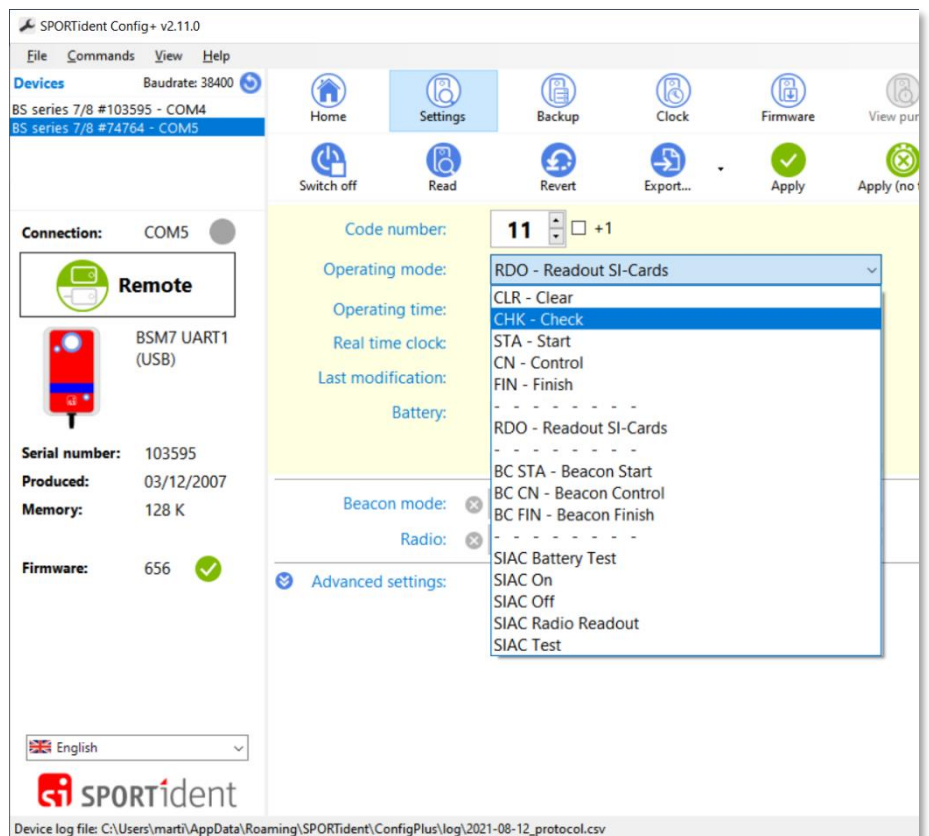 SPORTident Config+ v2.11.0
File Commands View Help
Devices Baudrate: 38400
BS series 7/8 #103595 - COM4
BS series 7/8 #74764 - COM5
Home Settings Backup Clock Firmware View pur
Switch off Read Revert Export... Apply Apply (no
Connection: COM5
Remote
BSM7 UART1
(USB)
Serial number: 103595
Produced: 03/12/2007
Memory: 128 K
Firmware: 656
English
SPORTident
Code number: 11 +1
Operating mode: RDO - Readout SI-Cards
Operating time:
Real time clock:
Last modification:
Battery:
Beacon mode:
Radio:
Advanced settings:
CLR - Clear
CHK - Check
STA - Start
CN - Control
FIN - Finish
- - - - - - - -
RDO - Readout SI-Cards
- - - - - - - -
BC STA - Beacon Start
BC CN - Beacon Control
BC FIN - Beacon Finish
- - - - - - - -
SIAC Battery Test
SIAC On
SIAC Off
SIAC Radio Readout
SIAC Test
Device log file: C:\Users\marti\AppData\Roaming\SPORTident\ConfigPlus\log\2021-08-12_protocol.csv